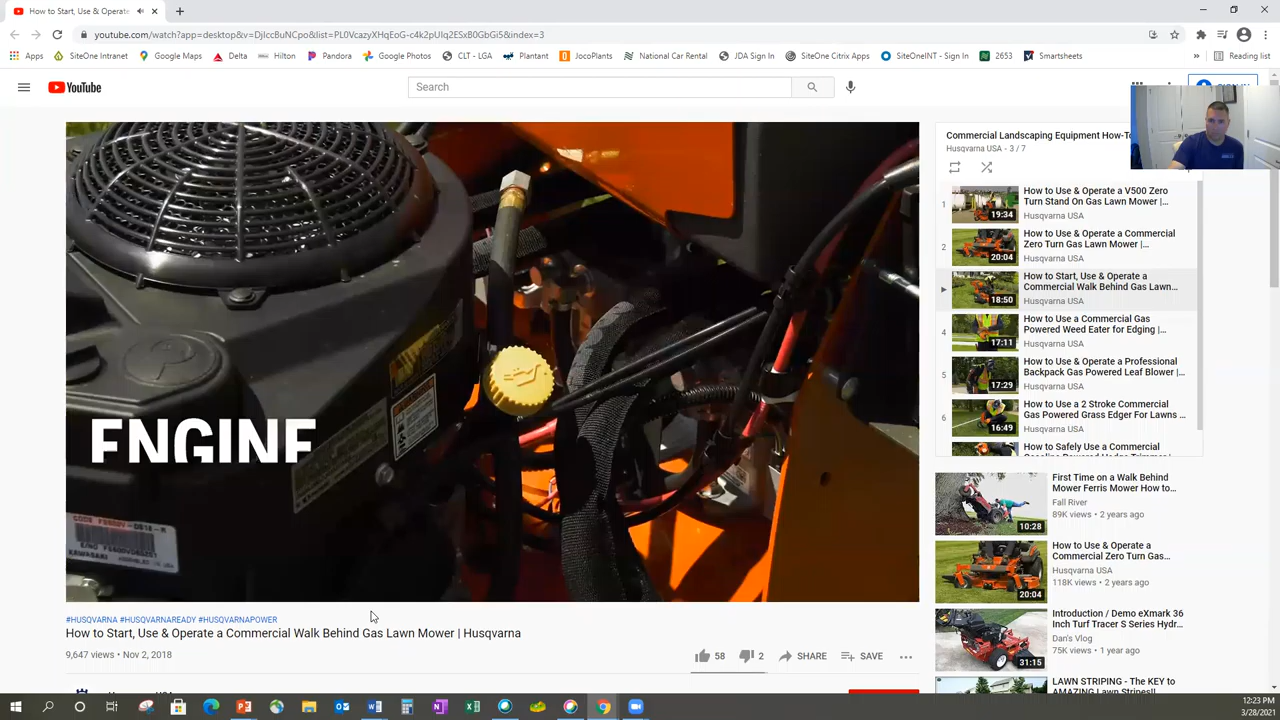 How to Start, Use & Operate
youtube.com/watch?app=desktop&v=DjIccBuNCpo&list=PL0VcazyXHqEoG-c4k2pUIq2ESxB0GbGi5&index=3
Apps
SiteOne Intranet
Google Maps
Delta
Hilton
Pandora
Google Photos
CLT - LGA
Plantant
JocoPlants
National Car Rental
JDA Sign In
SiteOne Citrix Apps
SiteOneINT - Sign In
2653
Smartsheets
Reading list
YouTube
Search
ENGINE
KAWASAKI
#HUSQVARNA #HUSQVARNAREADY #HUSQVARNAPOWER
How to Start, Use & Operate a Commercial Walk Behind Gas Lawn Mower | Husqvarna
9,647 views • Nov 2, 2018
58
2
SHARE
SAVE
Commercial Landscaping Equipment How-To
Husqvarna USA - 3 / 7
1
19:34
How to Use & Operate a V500 Zero
Turn Stand On Gas Lawn Mower |…
Husqvarna USA
2
20:04
How to Use & Operate a Commercial
Zero Turn Gas Lawn Mower |…
Husqvarna USA
18:50
How to Start, Use & Operate a
Commercial Walk Behind Gas Lawn…
Husqvarna USA
4
17:11
How to Use a Commercial Gas
Powered Weed Eater for Edging |…
Husqvarna USA
5
17:29
How to Use & Operate a Professional
Backpack Gas Powered Leaf Blower |…
Husqvarna USA
6
16:49
How to Use a 2 Stroke Commercial
Gas Powered Grass Edger For Lawns …
Husqvarna USA
How to Safely Use a Commercial
10:28
First Time on a Walk Behind
Mower Ferris Mower How to…
Fall River
89K views • 2 years ago
20:04
How to Use & Operate a
Commercial Zero Turn Gas…
Husqvarna USA
118K views • 2 years ago
31:15
Introduction / Demo eXmark 36
Inch Turf Tracer S Series Hydr…
Dan's Vlog
75K views • 1 year ago
LAWN STRIPING - The KEY to
AMAZING Lawn Stripes!!
12:23 PM
3/28/2021